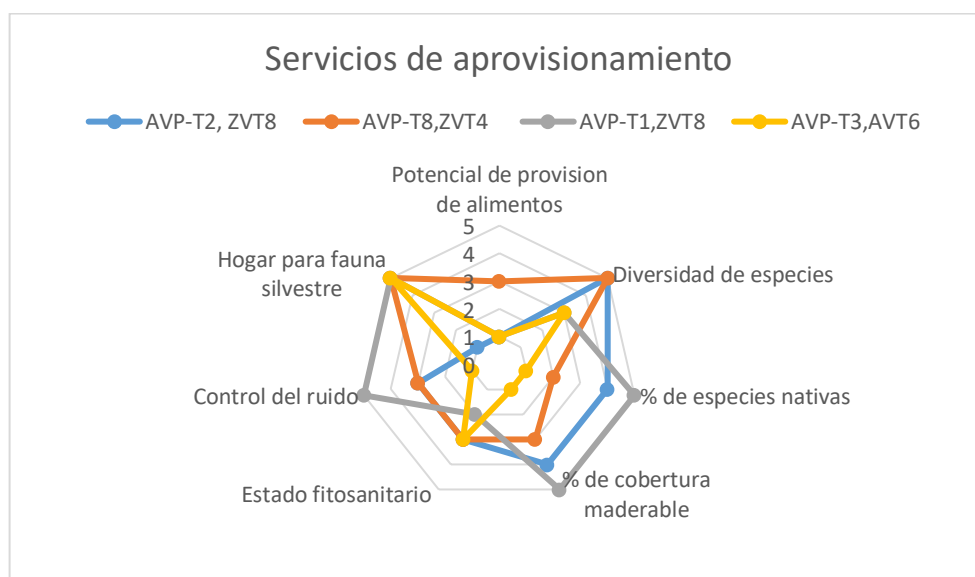 Servicios de aprovisionamiento
AVP-T2, ZVT8
AVP-T8,ZVT4
AVP-T1,ZVT8
AVP-T3,AVT6
Potencial de provision
de alimentos
5
4
3
2
1
0
Diversidad de especies
% de especies nativas
% de cobertura
maderable
Estado fitosanitario
Control del ruido
Hogar para fauna
silvestre